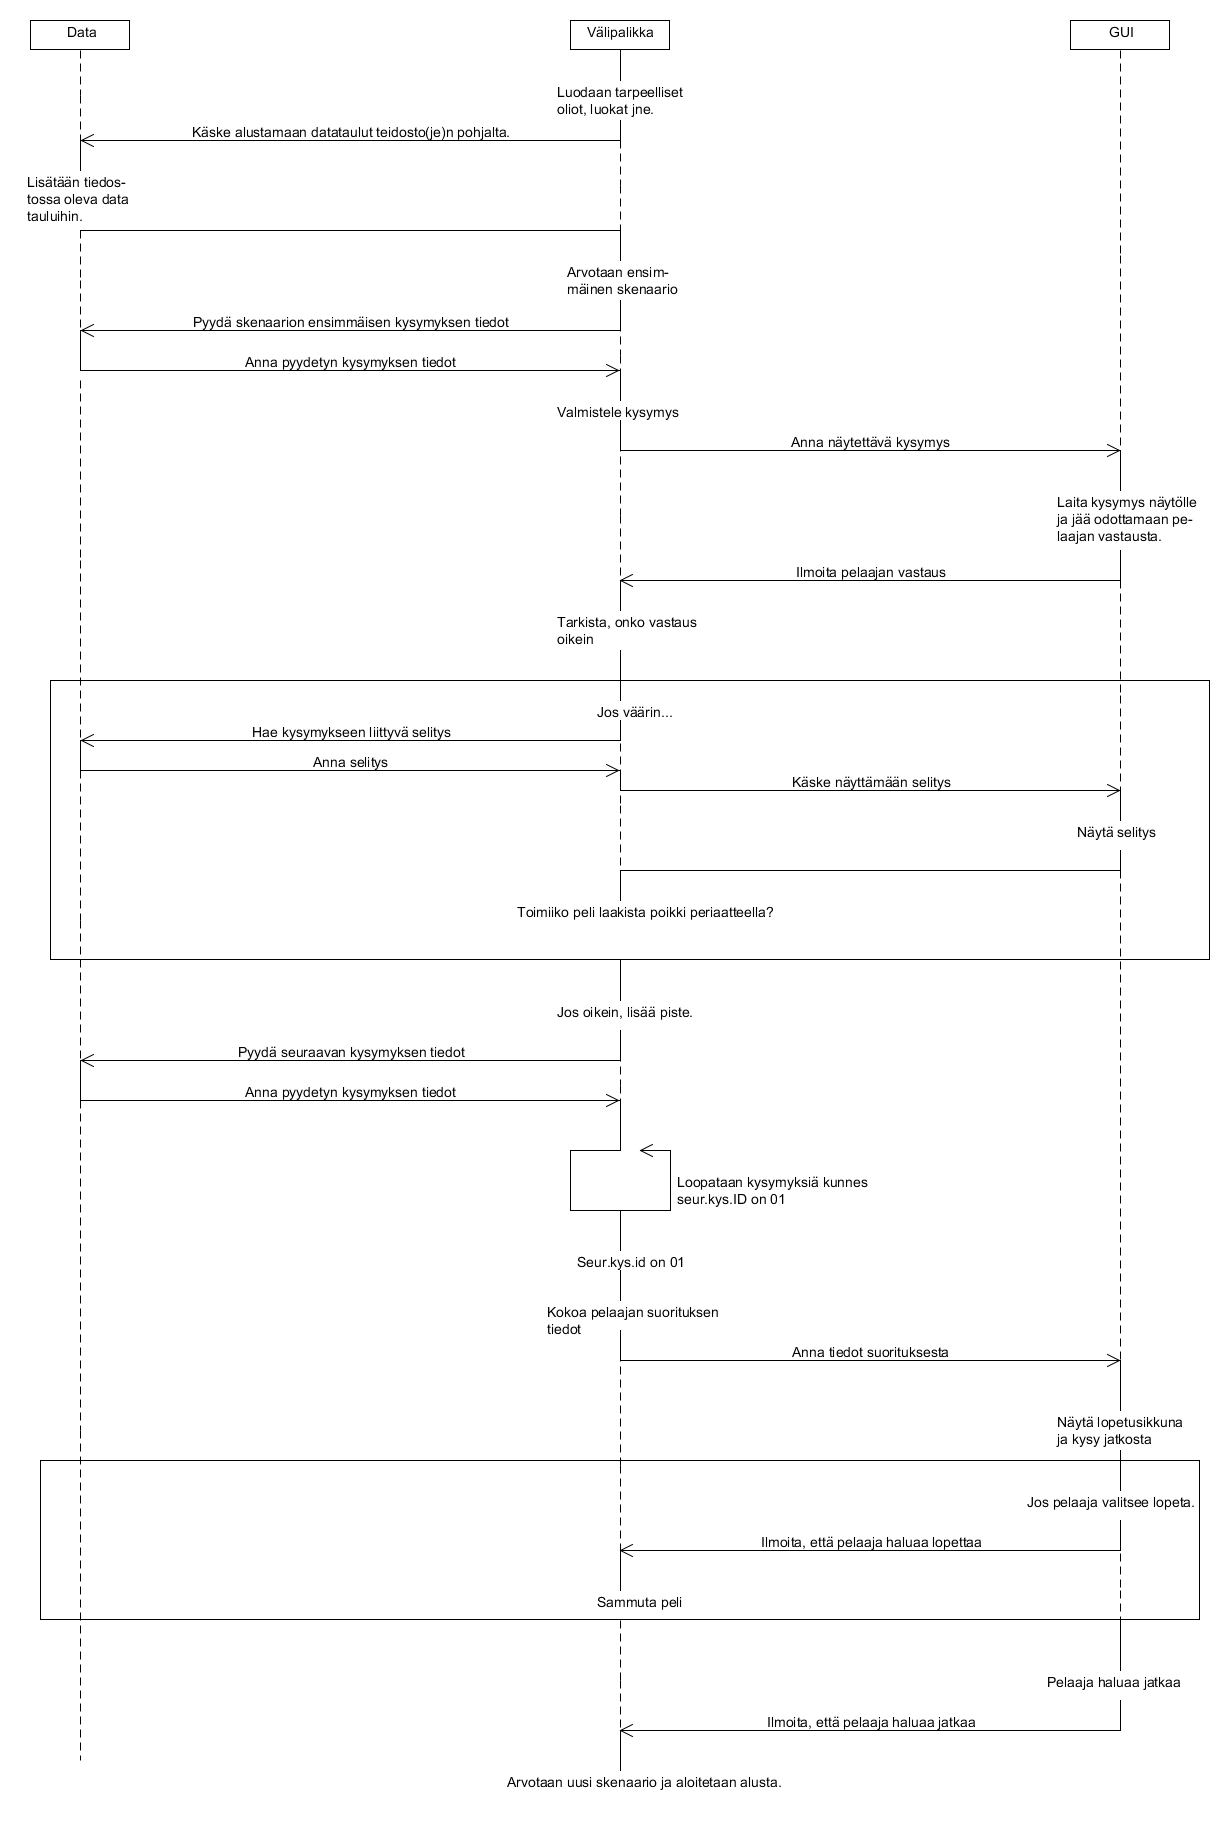 Data
Välipalikka
GUI
Luodaan tarpeelliset
oliot, luokat jne.
Käske alustamaan datataulut teidosto(je)n pohjalta.
Lisätään tiedos-
tossa oleva data
tauluihin.
Arvotaan ensim-
mäinen skenaario
Pyydä skenaarion ensimmäisen kysymyksen tiedot
Anna pyydetyn kysymyksen tiedot
Valmistele kysymys
Anna näytettävä kysymys
Laita kysymys näytölle
ja jää odottamaan pe-
laajan vastausta.
Ilmoita pelaajan vastaus
Tarkista, onko vastaus
oikein
Jos väärin...
Hae kysymykseen liittyvä selitys
Anna selitys
Käske näyttämään selitys
Näytä selitys
Toimiiko peli laakista poikki periaatteella?
Jos oikein, lisää piste.
Pyydä seuraavan kysymyksen tiedot
Anna pyydetyn kysymyksen tiedot
Loopataan kysymyksiä kunnes
seur.kys.ID on 01
Seur.kys.id on 01
Kokoa pelaajan suorituksen
tiedot
Anna tiedot suorituksesta
Näytä lopetusikkuna
ja kysy jatkosta
Jos pelaaja valitsee lopeta.
Ilmoita, että pelaaja haluaa lopettaa
Sammuta peli
Pelaaja haluaa jatkaa
Ilmoita, että pelaaja haluaa jatkaa
Arvotaan uusi skenaario ja aloitetaan alusta.